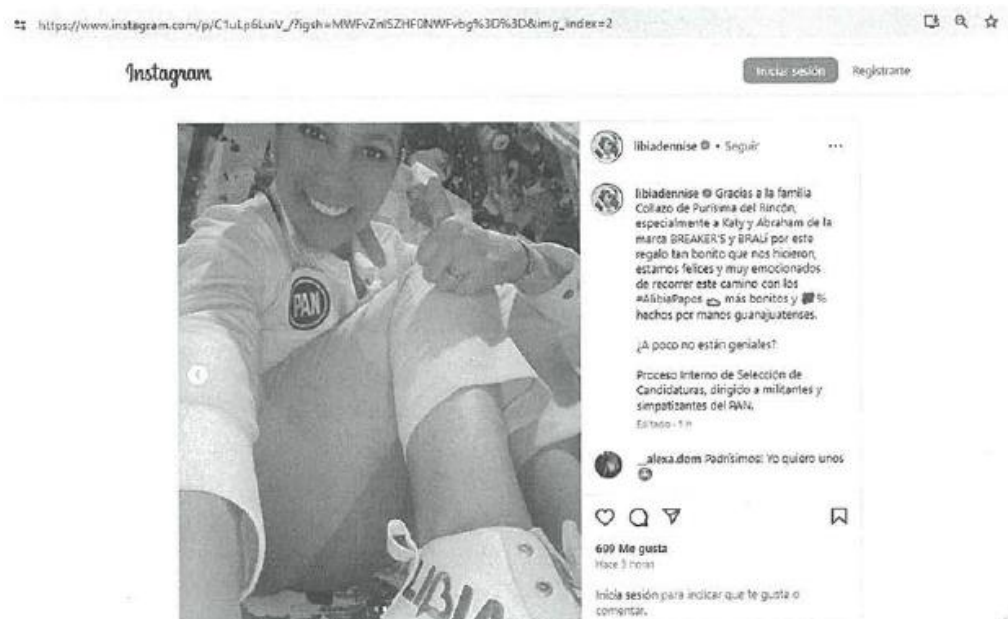 https://www.instagram.com/p/C1uLp6LuiV_/?igsh=MWFvZnI5ZHF0NWFvbg%3D%3D&img_index=2
Instagram
Iniciar sesión
Registrarte
PAN
libiadennise • Seguir
libiadennise Gracias a la familia
Collazo de Purísima del Rincón,
especialmente a Katy y Abraham de la
marca BREAKER'S y BRALÍ por este
regalo tan bonito que nos hicieron,
estamos felices y muy emocionados
de recorrer este camino con los
#AlibiaPapos más bonitos y %
hechos por manos guanajuatenses.
¿A poco no están geniales?
Proceso Interno de Selección de
Candidaturas, dirigido a militantes y
simpatizantes del PAN.
Editado · 1 h
_alexa.dom Padrísimos! Yo quiero unos
699 Me gusta
Hace 3 horas
Inicia sesión para indicar que te gusta o
comentar.